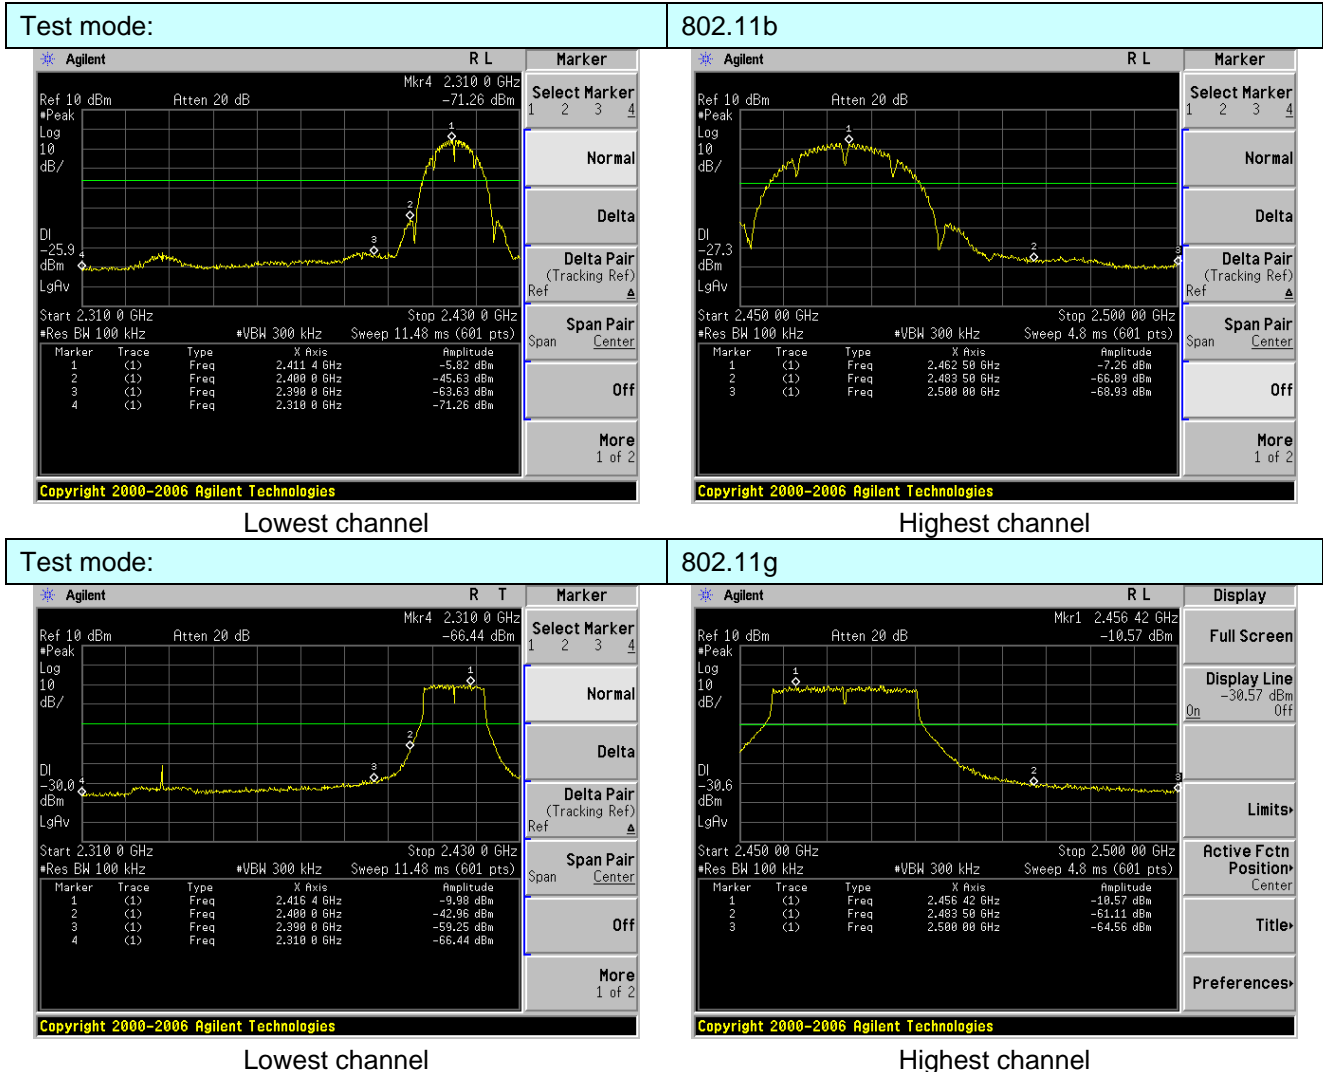 Test mode: 802.11b
Agilent R L Marker
Mkr4 2.310 0 GHz
Ref 10 dBm Atten 20 dB -71.26 dBm
#Peak
Log
10
dB/
DI
-25.9
dBm
LgAv
1
2
3
4
Start 2.310 0 GHz Stop 2.430 0 GHz
#Res BW 100 kHz #VBW 300 kHz Sweep 11.48 ms (601 pts)
Marker Trace Type X Axis Amplitude
1 (1) Freq 2.411 4 GHz -5.82 dBm
2 (1) Freq 2.400 0 GHz -45.63 dBm
3 (1) Freq 2.390 0 GHz -63.63 dBm
4 (1) Freq 2.310 0 GHz -71.26 dBm
Select Marker
1 2 3 4
Normal
Delta
Delta Pair
(Tracking Ref)
Ref Δ
Span Pair
Span Center
Off
More
1 of 2
Copyright 2000-2006 Agilent Technologies
Lowest channel
Agilent R L Marker
Ref 10 dBm Atten 20 dB
#Peak
Log
10
dB/
DI
-27.3
dBm
LgAv
1
2
3
Start 2.450 00 GHz Stop 2.500 00 GHz
#Res BW 100 kHz #VBW 300 kHz Sweep 4.8 ms (601 pts)
Marker Trace Type X Axis Amplitude
1 (1) Freq 2.462 50 GHz -7.26 dBm
2 (1) Freq 2.483 50 GHz -66.89 dBm
3 (1) Freq 2.500 00 GHz -68.93 dBm
Select Marker
1 2 3 4
Normal
Delta
Delta Pair
(Tracking Ref)
Ref Δ
Span Pair
Span Center
Off
More
1 of 2
Copyright 2000-2006 Agilent Technologies
Highest channel
Test mode: 802.11g
Agilent R T Marker
Mkr4 2.310 0 GHz
Ref 10 dBm Atten 20 dB -66.44 dBm
#Peak
Log
10
dB/
DI
-30.0
dBm
LgAv
1
2
3
4
Start 2.310 0 GHz Stop 2.430 0 GHz
#Res BW 100 kHz #VBW 300 kHz Sweep 11.48 ms (601 pts)
Marker Trace Type X Axis Amplitude
1 (1) Freq 2.416 4 GHz -9.98 dBm
2 (1) Freq 2.400 0 GHz -42.96 dBm
3 (1) Freq 2.390 0 GHz -59.25 dBm
4 (1) Freq 2.310 0 GHz -66.44 dBm
Select Marker
1 2 3 4
Normal
Delta
Delta Pair
(Tracking Ref)
Ref Δ
Span Pair
Span Center
Off
More
1 of 2
Copyright 2000-2006 Agilent Technologies
Lowest channel
Agilent R L Display
Mkr1 2.456 42 GHz
Ref 10 dBm Atten 20 dB -10.57 dBm
#Peak
Log
10
dB/
DI
-30.6
dBm
LgAv
1
2
3
Start 2.450 00 GHz Stop 2.500 00 GHz
#Res BW 100 kHz #VBW 300 kHz Sweep 4.8 ms (601 pts)
Marker Trace Type X Axis Amplitude
1 (1) Freq 2.456 42 GHz -10.57 dBm
2 (1) Freq 2.483 50 GHz -61.11 dBm
3 (1) Freq 2.500 00 GHz -64.56 dBm
Full Screen
Display Line
-30.57 dBm
On Off
Limits
Active Fctn
Position
Center
Title
Preferences
Copyright 2000-2006 Agilent Technologies
Highest channel